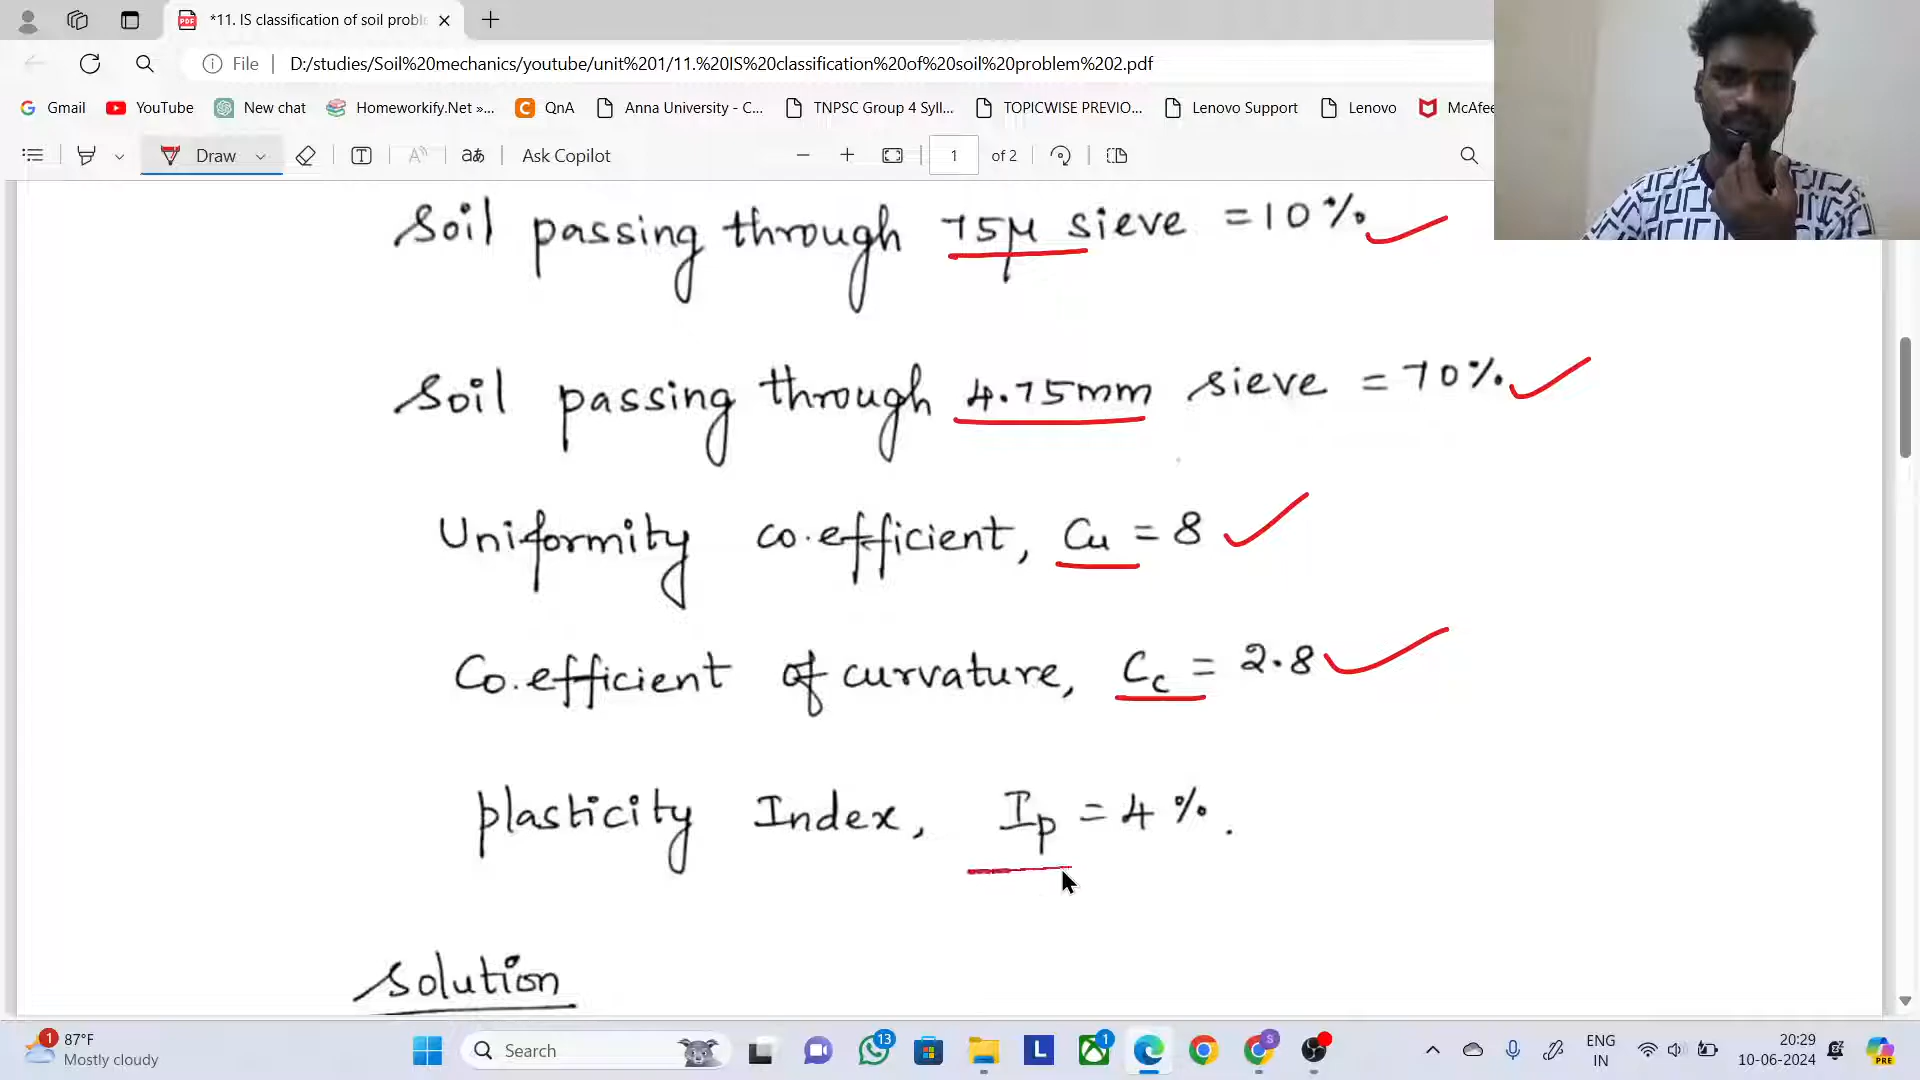 *11. IS classification of soil probl
File
D:/studies/Soil%20mechanics/youtube/unit%201/11.%20IS%20classification%20of%20soil%20problem%202.pdf
Gmail
YouTube
New chat
Homeworkify.Net »...
QnA
Anna University - C...
TNPSC Group 4 Syll...
TOPICWISE PREVIO...
Lenovo Support
Lenovo
McAfee
Draw
Ask Copilot
1 of 2
Soil passing through 75μ sieve = 10%
Soil passing through 4.75mm sieve = 70%
Uniformity co.efficient, Cu = 8
Co.efficient of curvature, Cc = 2.8
plasticity Index, Ip = 4%.
Solution
1
87°F
Mostly cloudy
Search
13
L
1
S
ENG
IN
20:29
10-06-2024
PRE